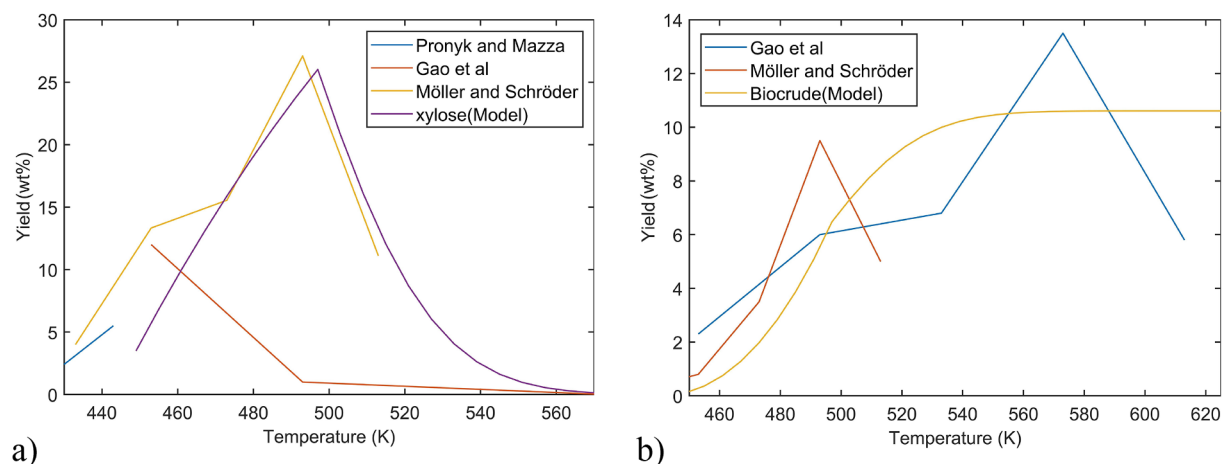 30
25
20
15
10
5
0
Yield (wt%)
440
460
480
500
520
540
560
Temperature (K)
Pronyk and Mazza
Gao et al
Möller and Schröder
xylose(Model)
a)
14
12
10
8
6
4
2
0
Yield (wt%)
460
480
500
520
540
560
580
600
620
Temperature (K)
Gao et al
Möller and Schröder
Biocrude(Model)
b)